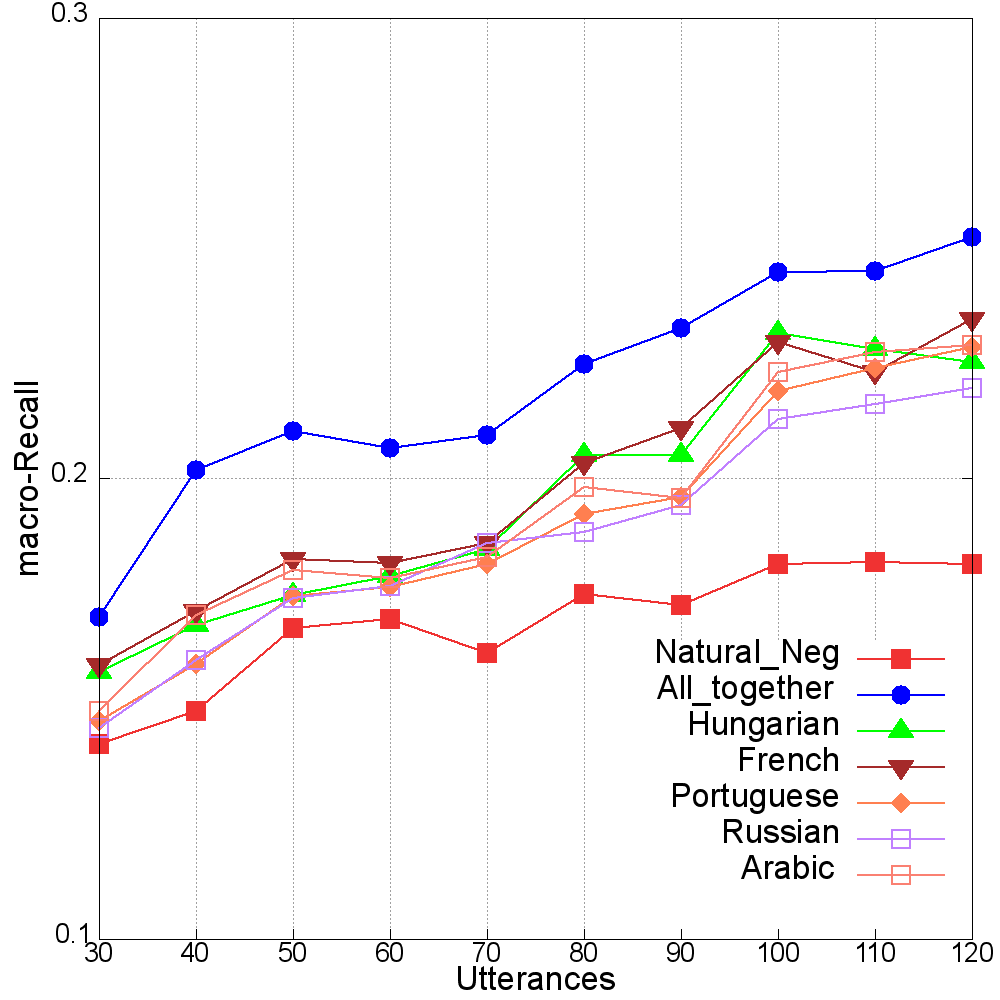 0.3
0.2
0.1
macro-Recall
30 40 50 60 70 80 90 100 110 120
Utterances
Natural_Neg
All_together
Hungarian
French
Portuguese
Russian
Arabic